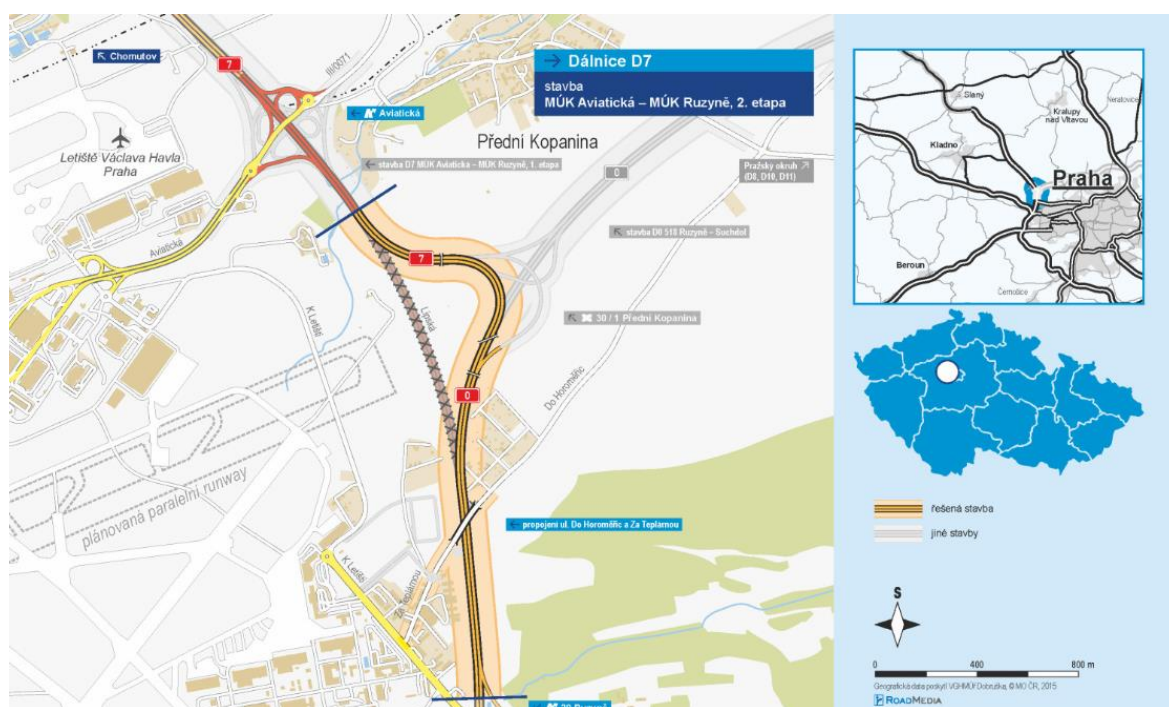 Chomutov
7
III/0071
Dálnice D7
stavba
MÚK Aviatická – MÚK Ruzyně, 2. etapa
Aviatická
Letiště Václava Havla
Praha
Přední Kopanina
stavba D7 MÚK Aviatická – MÚK Ruzyně, 1. etapa
0
Pražský okruh
(D8, D10, D11)
Aviatická
stavba D0 518 Ruzyně – Suchdol
7
K Letišti
Lipská
30 / 1 Přední Kopanina
Do Horoměřic
0
plánovaná paralelní runway
propojení ul. Do Horoměřic a Za Teplárnou
K Letišti
Za Teplárnou
Slaný
Neratovice
Kralupy
nad Vltavou
Kladno
Praha
Beroun
Černošice
řešená stavba
jiné stavby
S
0 400 800 m
Geografická data poskytl VGHMÚř Dobruška, © MO ČR, 2015
ROADMEDIA